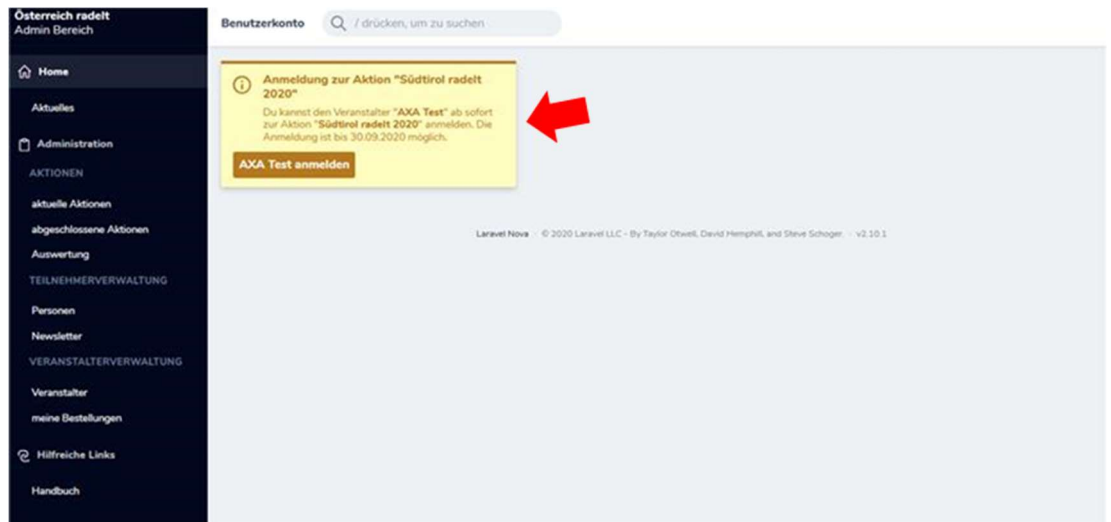 Österreich radelt
Admin Bereich
Home
Aktuelles
Administration
AKTIONEN
aktuelle Aktionen
abgeschlossene Aktionen
Auswertung
TEILNEHMERVERWALTUNG
Personen
Newsletter
VERANSTALTERVERWALTUNG
Veranstalter
meine Bestellungen
Hilfreiche Links
Handbuch
Benutzerkonto
/ drücken, um zu suchen
Anmeldung zur Aktion "Südtirol radelt
2020"
Du kannst den Veranstalter "AXA Test" ab sofort
zur Aktion "Südtirol radelt 2020" anmelden. Die
Anmeldung ist bis 30.09.2020 möglich.
AXA Test anmelden
Laravel Nova · © 2020 Laravel LLC - By Taylor Otwell, David Hemphill, and Steve Schoger. · v2.10.1